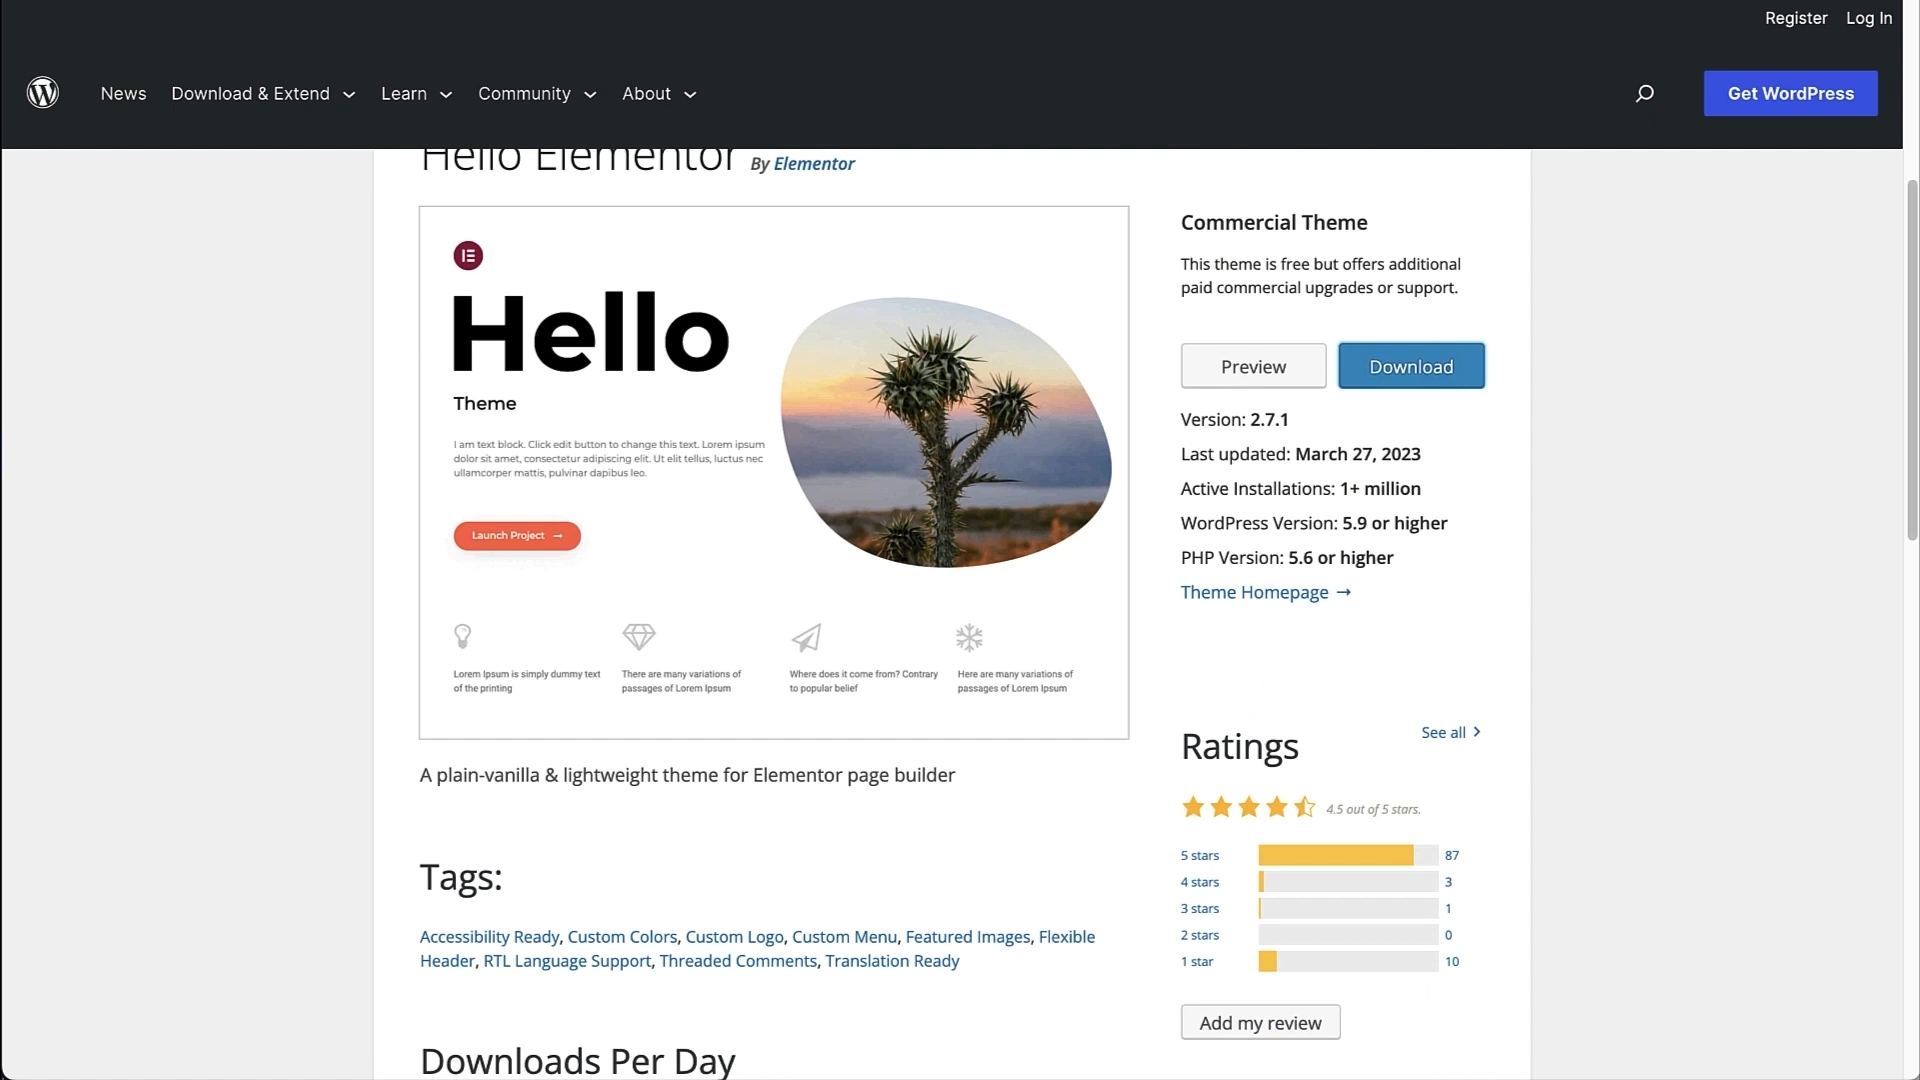 Register Log In
News Download & Extend Learn Community About Get WordPress
Hello Elementor By Elementor
Hello
Theme
I am text block. Click edit button to change this text. Lorem ipsum
dolor sit amet, consectetur adipiscing elit. Ut elit tellus, luctus nec
ullamcorper mattis, pulvinar dapibus leo.
Launch Project →
Lorem Ipsum is simply dummy text
of the printing
There are many variations of
passages of Lorem Ipsum
Where does it come from? Contrary
to popular belief
Here are many variations of
passages of Lorem Ipsum
A plain-vanilla & lightweight theme for Elementor page builder
Tags:
Accessibility Ready, Custom Colors, Custom Logo, Custom Menu, Featured Images, Flexible
Header, RTL Language Support, Threaded Comments, Translation Ready
Downloads Per Day
Commercial Theme
This theme is free but offers additional
paid commercial upgrades or support.
Preview Download
Version: 2.7.1
Last updated: March 27, 2023
Active Installations: 1+ million
WordPress Version: 5.9 or higher
PHP Version: 5.6 or higher
Theme Homepage →
Ratings See all
4.5 out of 5 stars.
5 stars 87
4 stars 3
3 stars 1
2 stars 0
1 star 10
Add my review